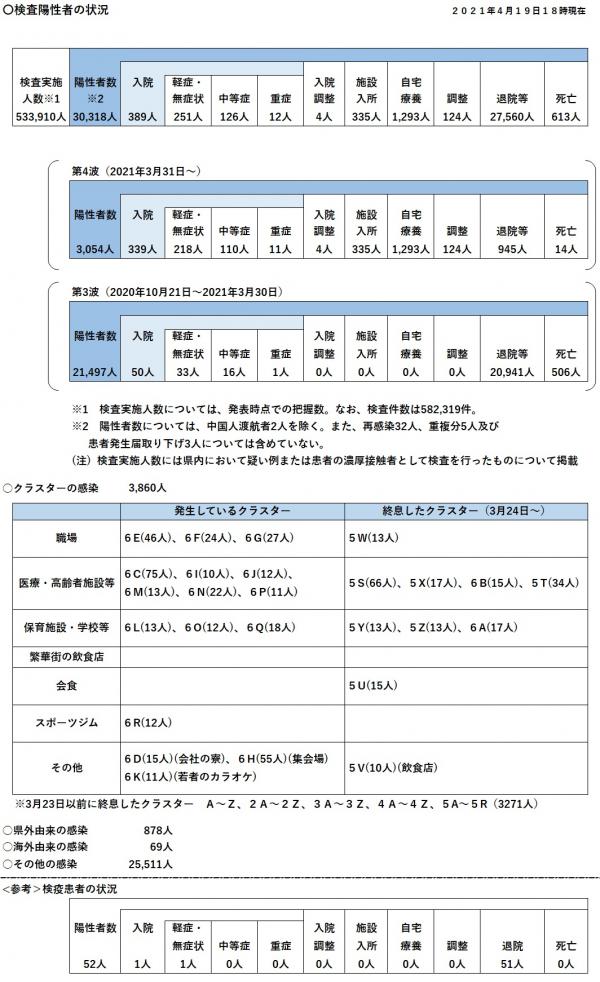 〇検査陽性者の状況
２０２１年４月１９日１８時現在
検査実施 陽性者数 入院 軽症・ 中等症 重症 入院 施設 自宅 調整 退院等 死亡
人数※1 ※2 無症状 調整 入所 療養
533,910人 30,318人 389人 251人 126人 12人 4人 335人 1,293人 124人 27,560人 613人
第4波（2021年3月31日～）
陽性者数 入院 軽症・ 中等症 重症 入院 施設 自宅 調整 退院等 死亡
無症状 調整 入所 療養
3,054人 339人 218人 110人 11人 4人 335人 1,293人 124人 945人 14人
第3波（2020年10月21日～2021年3月30日）
陽性者数 入院 軽症・ 中等症 重症 入院 施設 自宅 調整 退院等 死亡
無症状 調整 入所 療養
21,497人 50人 33人 16人 1人 0人 0人 0人 0人 20,941人 506人
※1　検査実施人数については、発表時点での把握数。なお、検査件数は582,319件。
※2　陽性者数については、中国人渡航者2人を除く。また、再感染32人、重複分5人及び
患者発生届取り下げ3人については含めていない。
（注）検査実施人数には県内において疑い例または患者の濃厚接触者として検査を行ったものについて掲載
○クラスターの感染　3,860人
発生しているクラスター 終息したクラスター（3月24日～）
職場 ６E(46人)、６F(24人)、６G(27人) ５W(13人)
医療・高齢者施設等 ６C(75人)、６I(10人)、６J(12人)、
６M(13人)、６N(22人)、６P(11人) ５S(66人)、５X(17人)、６B(15人)、５T(34人)
保育施設・学校等 ６L(13人)、６O(12人)、６Q(18人) ５Y(13人)、５Z(13人)、６A(17人)
繁華街の飲食店
会食 ５U(15人)
スポーツジム ６R(12人)
その他 ６D(15人)(会社の寮)、６H(55人)(集会場)
６K(11人)(若者のカラオケ) ５V(10人)(飲食店)
※3月23日以前に終息したクラスター　A～Z、２A～２Z、３A～３Z、４A～４Z、５A～５R（3271人）
○県外由来の感染　878人
○海外由来の感染　69人
○その他の感染　25,511人
<参考>検疫患者の状況
陽性者数 入院 軽症・ 中等症 重症 入院 施設 自宅 調整 退院 死亡
無症状 調整 入所 療養
52人 1人 1人 0人 0人 0人 0人 0人 0人 51人 0人